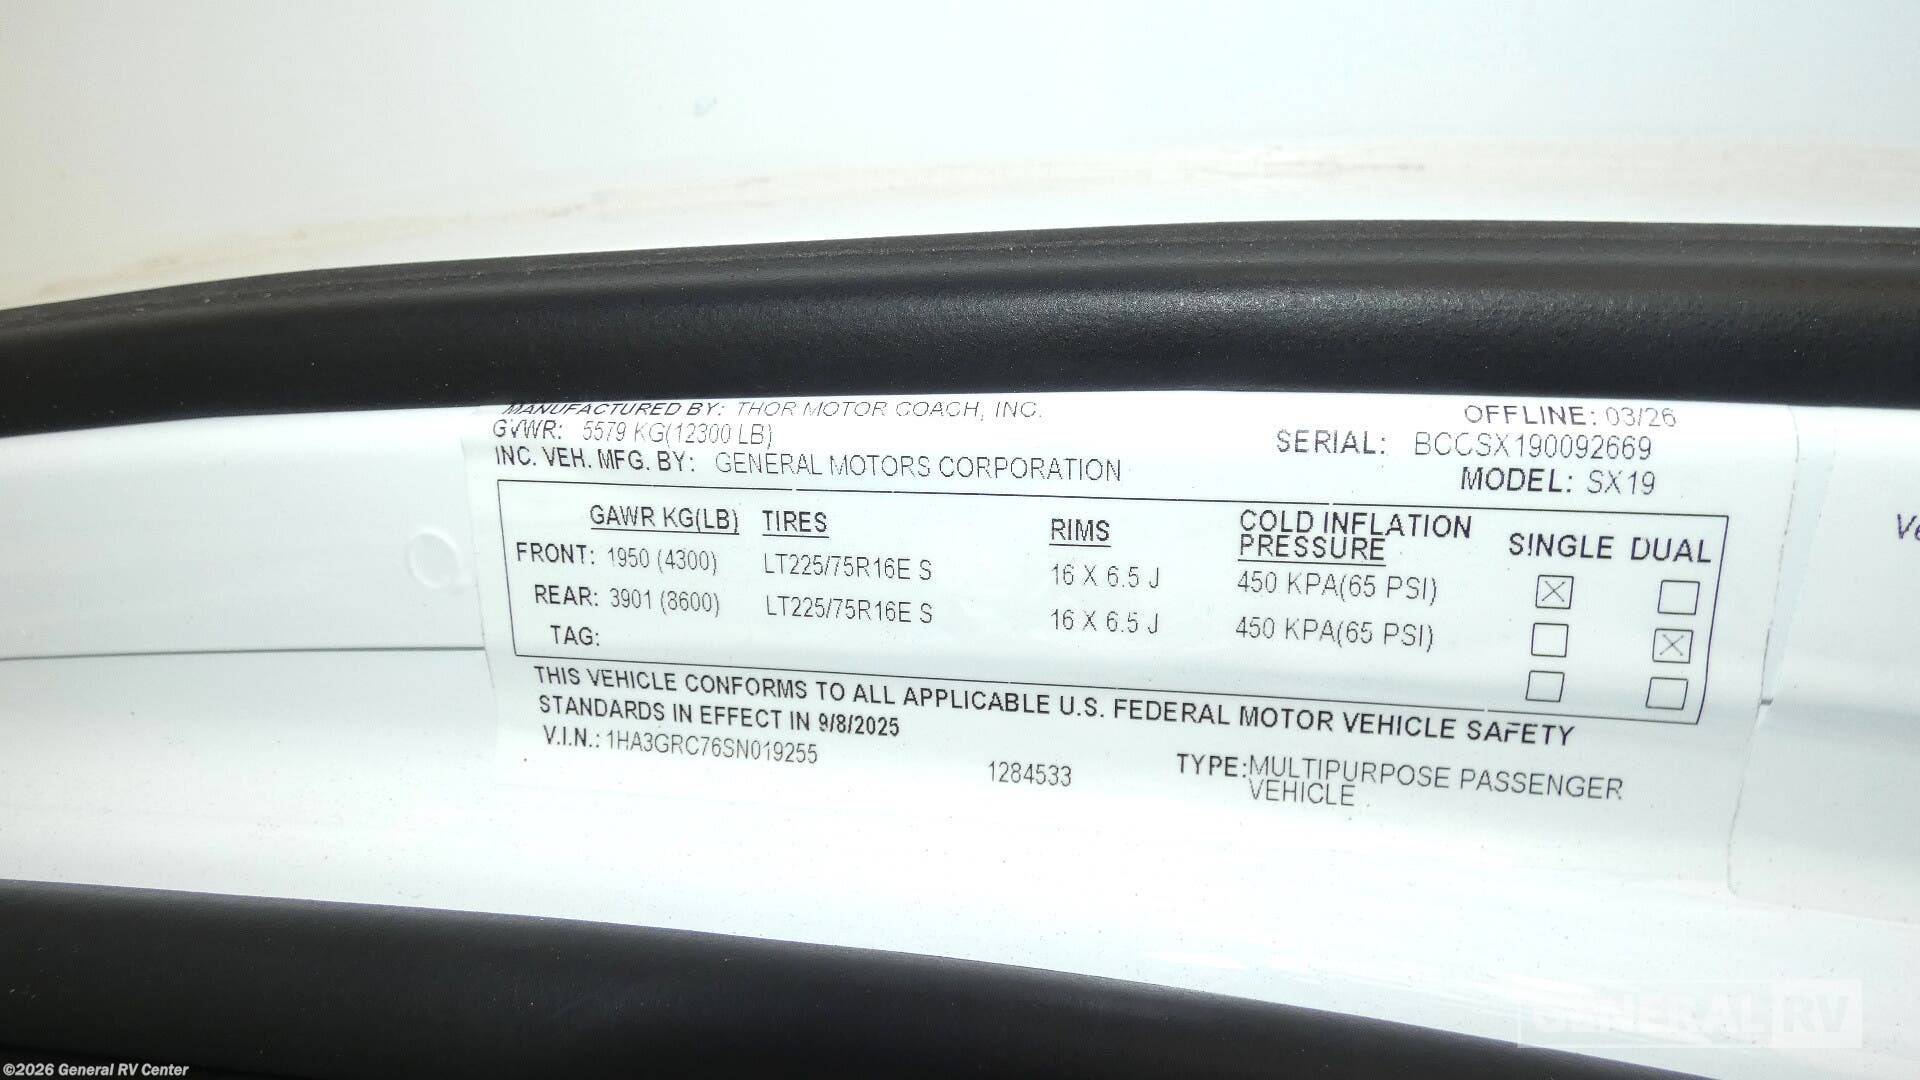 MANUFACTURED BY: THOR MOTOR COACH, INC.
OFFLINE: 03/26
GVWR: 5579 KG(12300 LB)
SERIAL: BCCSX190092669
INC. VEH. MFG. BY: GENERAL MOTORS CORPORATION
MODEL: SX19
GAWR KG(LB) TIRES RIMS COLD INFLATION PRESSURE SINGLE DUAL
FRONT: 1950 (4300) LT225/75R16E S 16 X 6.5 J 450 KPA(65 PSI)
REAR: 3901 (8600) LT225/75R16E S 16 X 6.5 J 450 KPA(65 PSI)
TAG:
THIS VEHICLE CONFORMS TO ALL APPLICABLE U.S. FEDERAL MOTOR VEHICLE SAFETY
STANDARDS IN EFFECT IN 9/8/2025
V.I.N.: 1HA3GRC76SN019255
1284533
TYPE: MULTIPURPOSE PASSENGER
VEHICLE
GENERAL RV
©2026 General RV Center